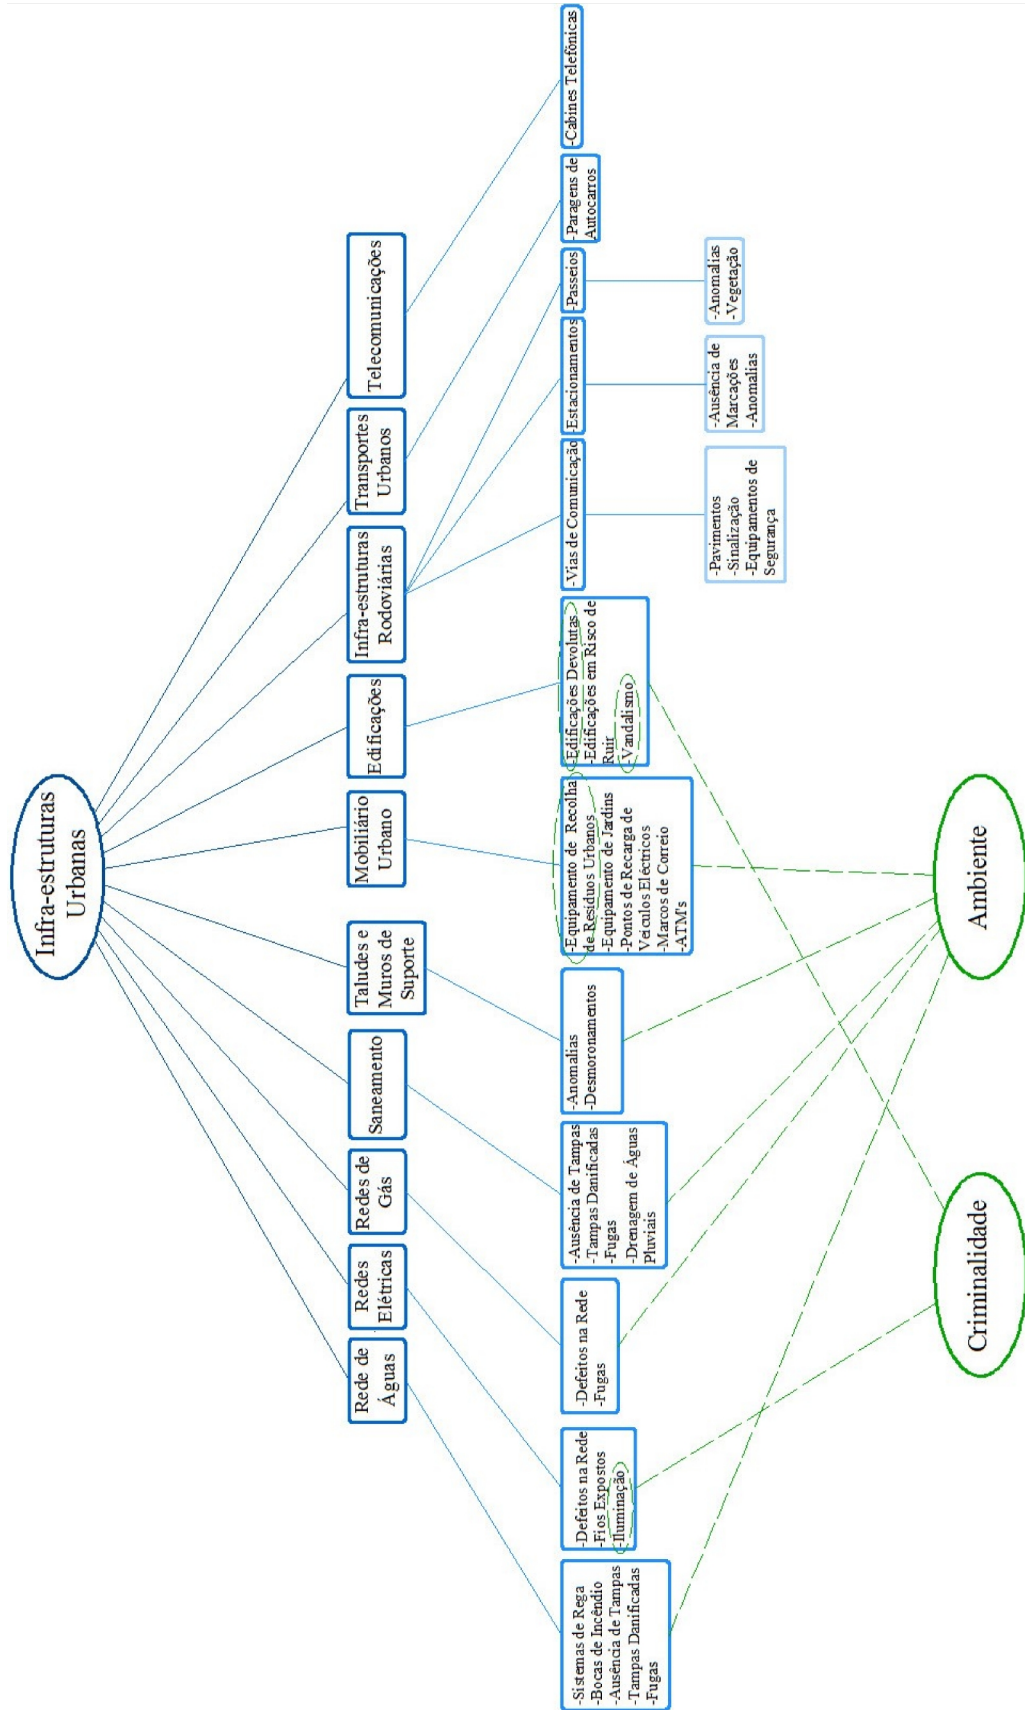 Infra-estruturas
Urbanas
Rede de
Águas
Redes
Elétricas
Redes de
Gás
Saneamento
Taludes e
Muros de
Suporte
Mobiliário
Urbano
Edificações
Infra-estruturas
Rodoviárias
Transportes
Urbanos
Telecomunicações
-Sistemas de Rega
-Bocas de Incêndio
-Ausência de Tampas
-Tampas Danificadas
-Fugas
-Defeitos na Rede
-Fios Expostos
-Iluminação
-Defeitos na Rede
-Fugas
-Ausência de Tampas
-Tampas Danificadas
-Fugas
-Drenagem de Águas
Pluviais
-Anomalias
-Desmoronamentos
-Equipamento de Recolha
de Resíduos Urbanos
-Equipamento de Jardins
-Pontos de Recarga de
Veículos Eléctricos
-Marcos de Correio
-ATM's
-Edificações Devolutas
-Edificações em Risco de
Ruir
-Vandalismo
-Vias de Comunicação
-Estacionamentos
-Passeios
-Paragens de
Autocarros
-Cabines Telefônicas
-Pavimentos
-Sinalização
-Equipamentos de
Segurança
-Ausência de
Marcações
-Anomalias
-Anomalias
-Vegetação
Criminalidade
Ambiente